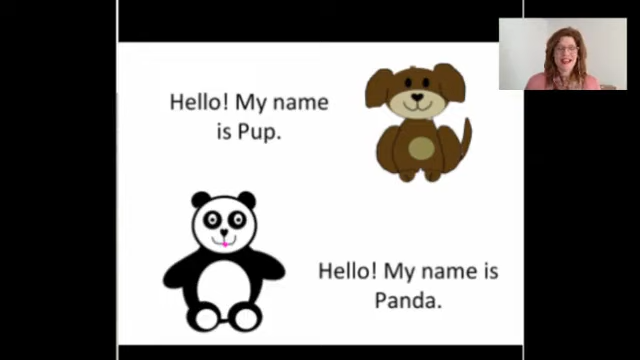 Hello! My name
is Pup.
Hello! My name is
Panda.